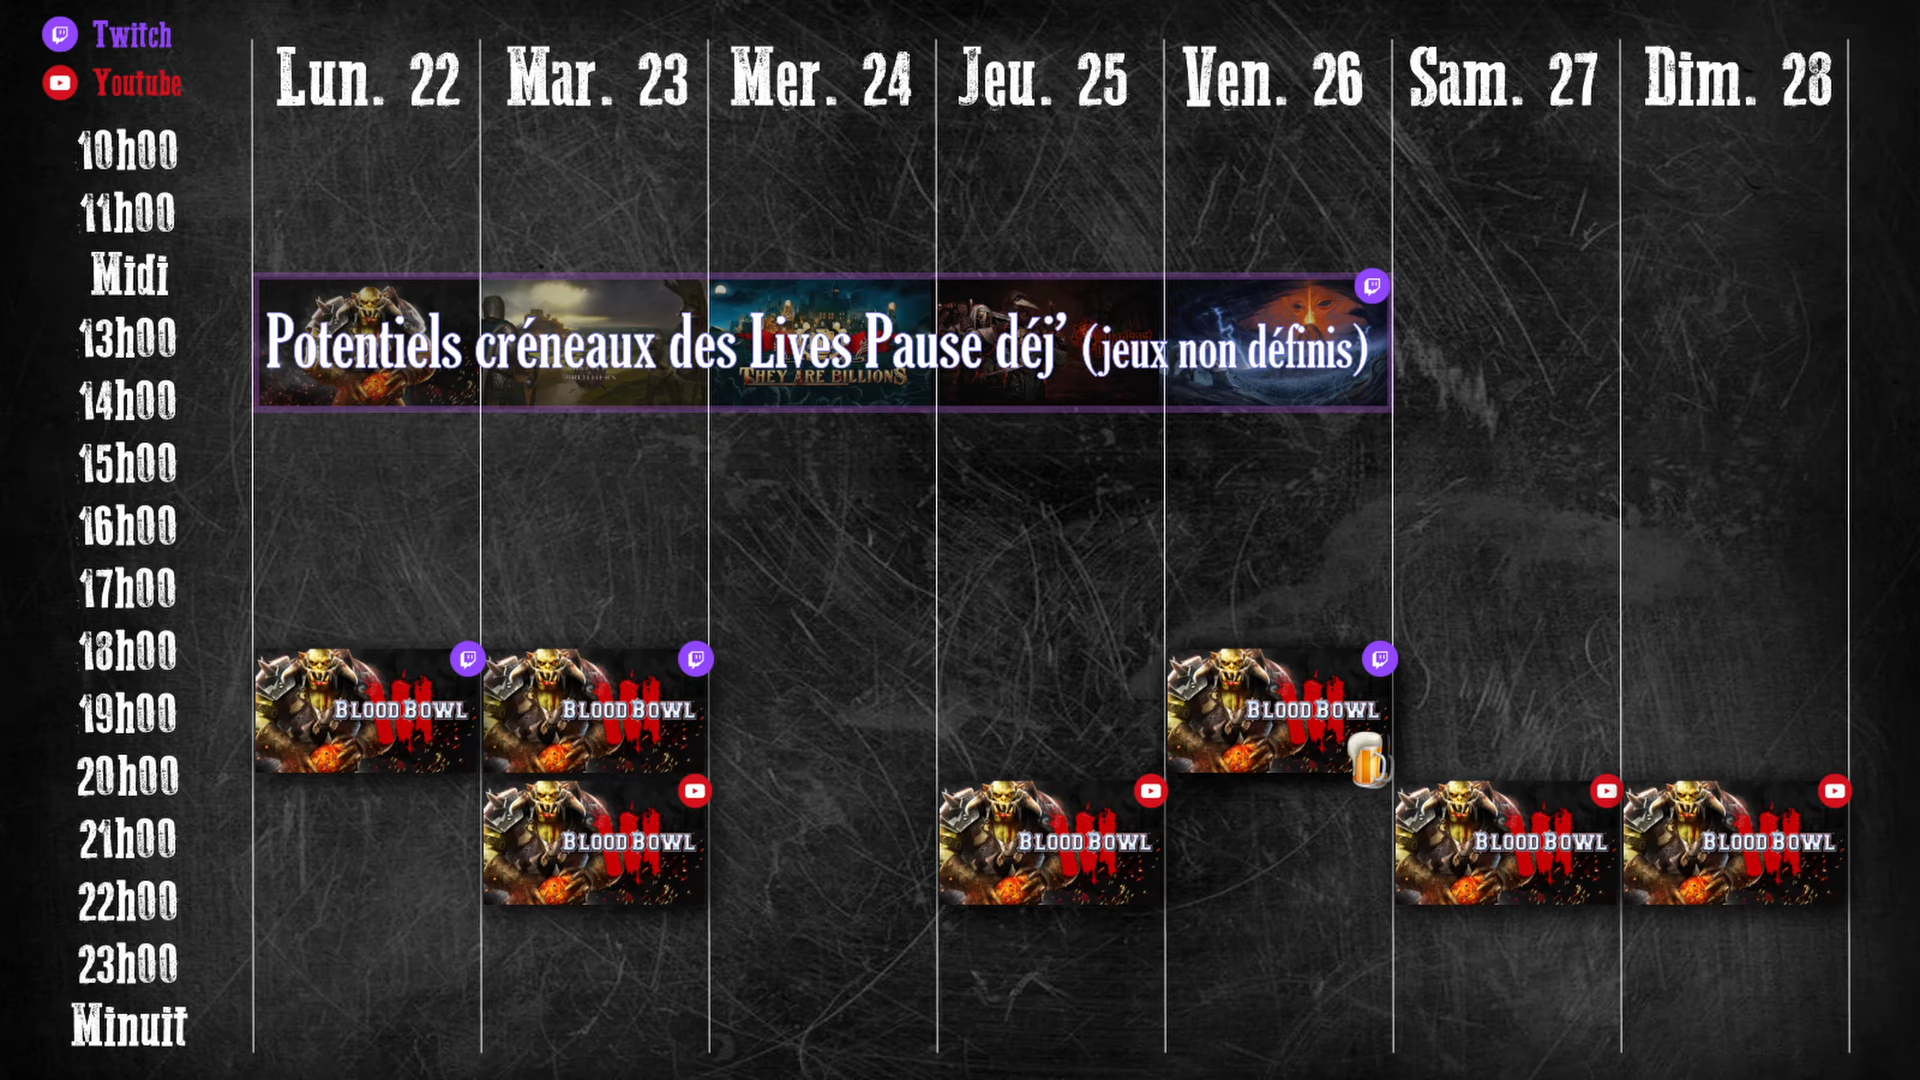 Twitch
Youtube
Lun. 22
Mar. 23
Mer. 24
Jeu. 25
Ven. 26
Sam. 27
Dim. 28
10h00
11h00
Midi
13h00
14h00
15h00
16h00
17h00
18h00
19h00
20h00
21h00
22h00
23h00
Minuit
Potentiels créneaux des Lives Pause déj’ (jeux non définis)
THEY ARE BILLIONS
BLOOD BOWL
BLOOD BOWL
BLOOD BOWL
BLOOD BOWL
BLOOD BOWL
BLOOD BOWL
BLOOD BOWL